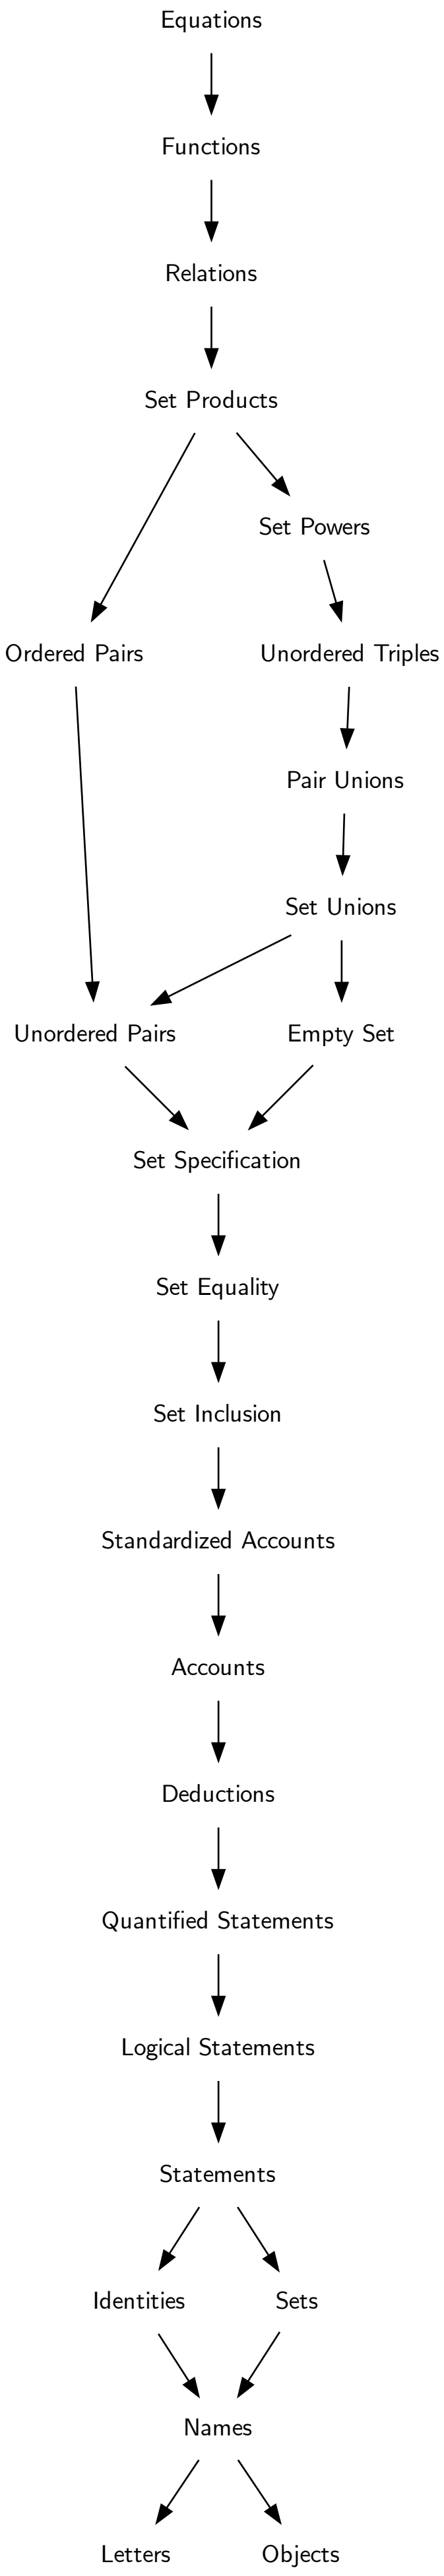 Equations
Functions
Relations
Set Products
Set Powers
Ordered Pairs
Unordered Triples
Pair Unions
Set Unions
Unordered Pairs
Empty Set
Set Specification
Set Equality
Set Inclusion
Standardized Accounts
Accounts
Deductions
Quantified Statements
Logical Statements
Statements
Identities
Sets
Names
Letters
Objects